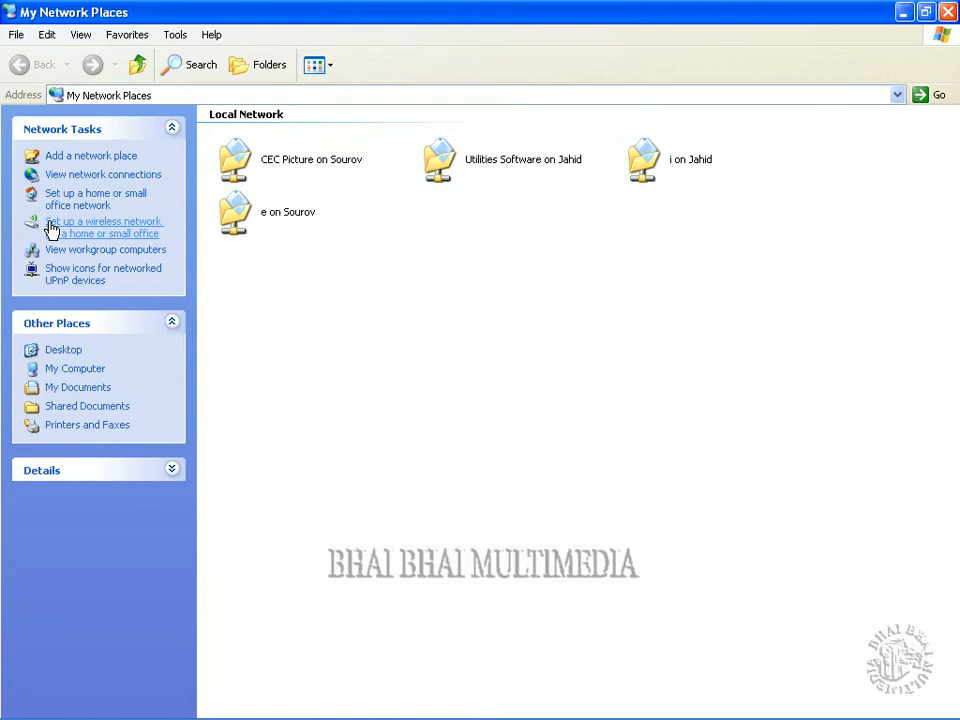 My Network Places
File Edit View Favorites Tools Help
Back Search Folders
Address My Network Places Go
Network Tasks
Add a network place
View network connections
Set up a home or small
office network
Set up a wireless network
a home or small office
View workgroup computers
Show icons for networked
UPnP devices
Other Places
Desktop
My Computer
My Documents
Shared Documents
Printers and Faxes
Details
Local Network
CEC Picture on Sourov
Utilities Software on Jahid
i on Jahid
e on Sourov
BHAI BHAI MULTIMEDIA
BHAI BHAI MULTIMEDIA